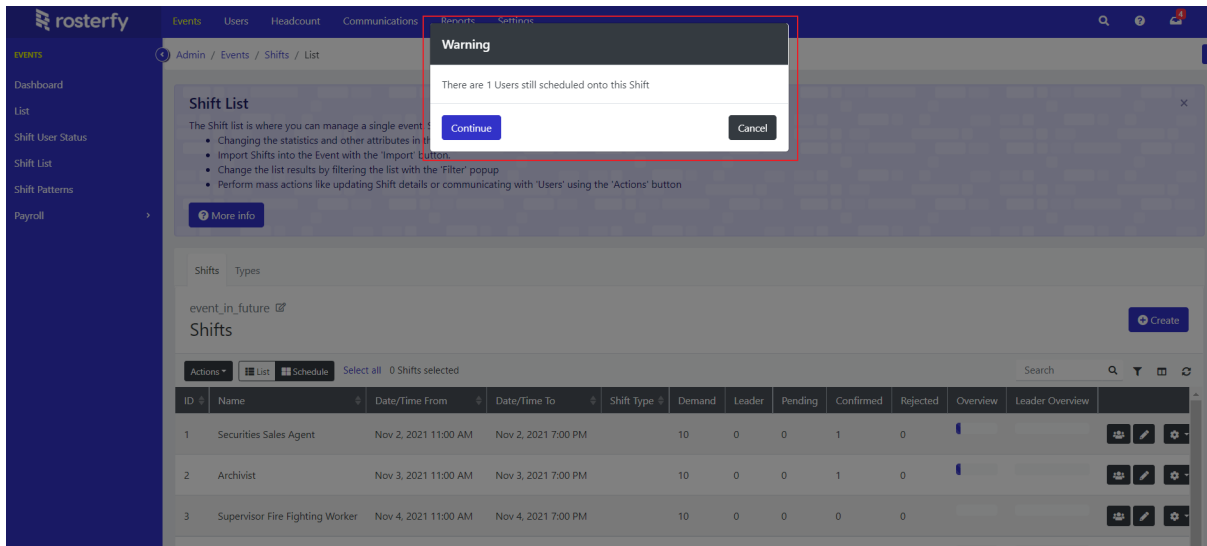 rosterfy
Events Users Headcount Communications Reports Settings
4
EVENTS
Admin / Events / Shifts / List
Dashboard
List
Shift User Status
Shift List
Shift Patterns
Payroll
Warning
There are 1 Users still scheduled onto this Shift
Continue Cancel
Shift List
The Shift list is where you can manage a single event
Changing the statistics and other attributes in
Import Shifts into the Event with the 'Import' button.
Change the list results by filtering the list with the 'Filter' popup
Perform mass actions like updating Shift details or communicating with 'Users' using the 'Actions' button
More info
Shifts Types
event_in_future
Shifts
Create
Actions List Schedule Select all 0 Shifts selected Search
ID Name Date/Time From Date/Time To Shift Type Demand Leader Pending Confirmed Rejected Overview Leader Overview
1 Securities Sales Agent Nov 2, 2021 11:00 AM Nov 2, 2021 7:00 PM 10 0 0 1 0
2 Archivist Nov 3, 2021 11:00 AM Nov 3, 2021 7:00 PM 10 0 0 1 0
3 Supervisor Fire Fighting Worker Nov 4, 2021 11:00 AM Nov 4, 2021 7:00 PM 10 0 0 0 0